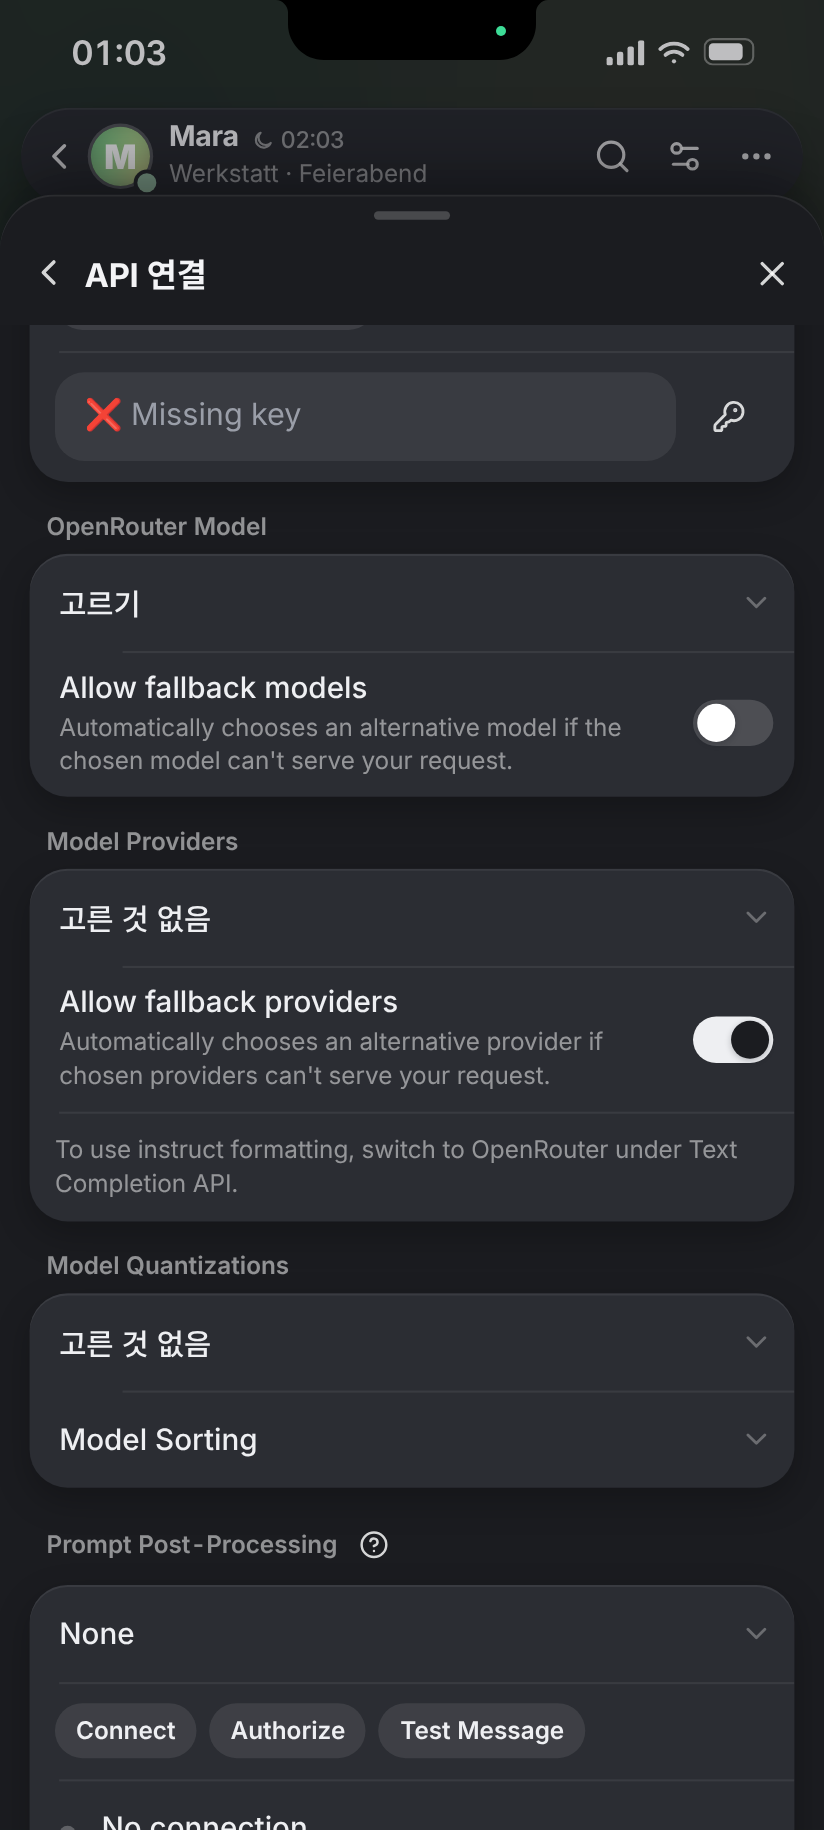 01:03
M
Mara 02:03
Werkstatt · Feierabend
API 연결
❌ Missing key
OpenRouter Model
고르기
Allow fallback models
Automatically chooses an alternative model if the
chosen model can't serve your request.
Model Providers
고른 것 없음
Allow fallback providers
Automatically chooses an alternative provider if
chosen providers can't serve your request.
To use instruct formatting, switch to OpenRouter under Text
Completion API.
Model Quantizations
고른 것 없음
Model Sorting
Prompt Post-Processing
None
Connect Authorize Test Message
No connection